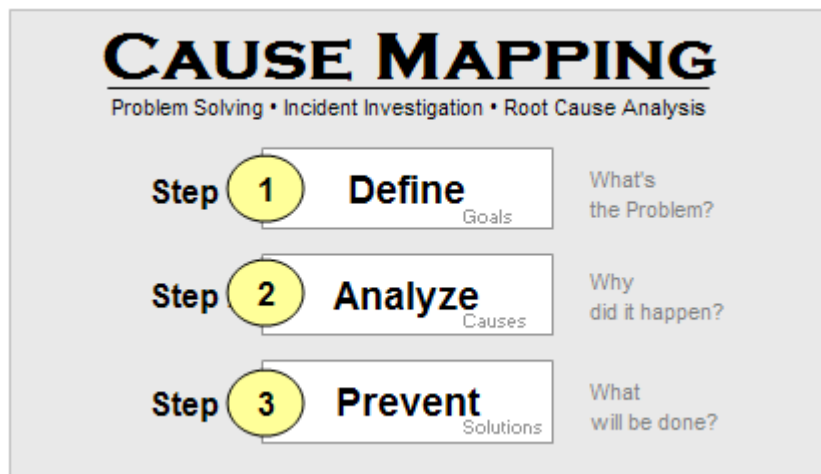 CAUSE MAPPING
Problem Solving • Incident Investigation • Root Cause Analysis
Step 1 Define
Goals
What's
the Problem?
Step 2 Analyze
Causes
Why
did it happen?
Step 3 Prevent
Solutions
What
will be done?